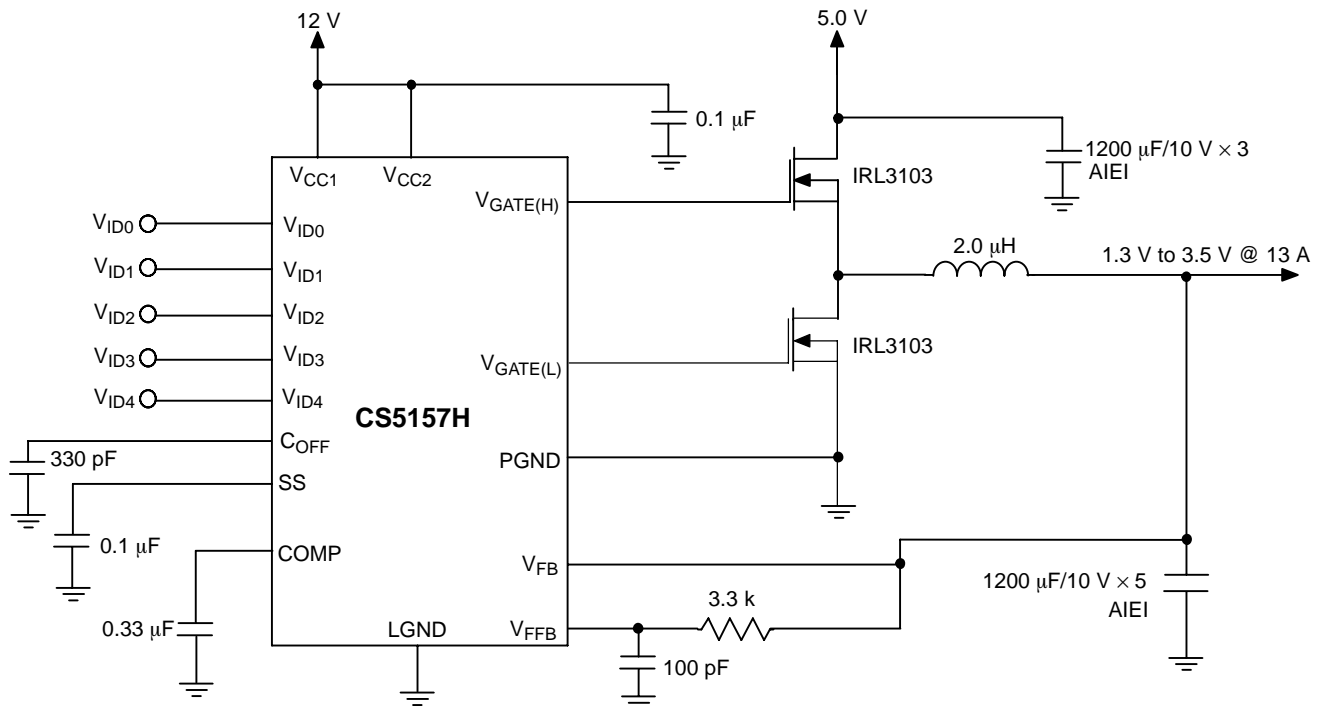 12 V
5.0 V
0.1 μF
1200 μF/10 V × 3
AIEI
VCC1
VCC2
IRL3103
VGATE(H)
VID0
VID0
2.0 μH
1.3 V to 3.5 V @ 13 A
VID1
VID1
VID2
VID2
IRL3103
VID3
VID3
VGATE(L)
VID4
VID4
CS5157H
COFF
330 pF
PGND
SS
0.1 μF
COMP
VFB
1200 μF/10 V × 5
AIEI
3.3 k
0.33 μF
LGND
VFFB
100 pF